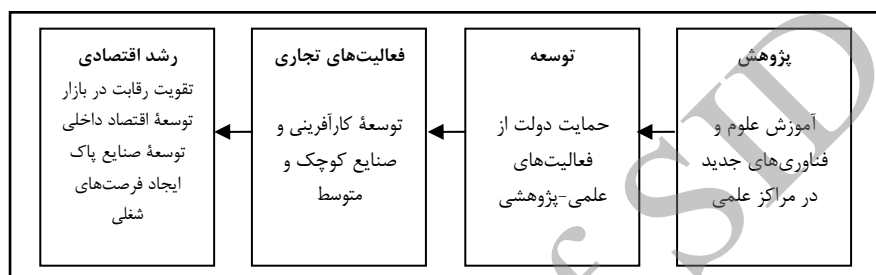 پژوهش
آموزش علوم و
فناوری‌های جدید
در مراکز علمی
توسعه
حمایت دولت از
فعالیت‌های
علمی-پژوهشی
فعالیت‌های تجاری
توسعهٔ کارآفرینی و
صنایع کوچک و
متوسط
رشد اقتصادی
تقویت رقابت در بازار
توسعهٔ اقتصاد داخلی
توسعهٔ صنایع پاک
ایجاد فرصت‌های
شغلی
of SID